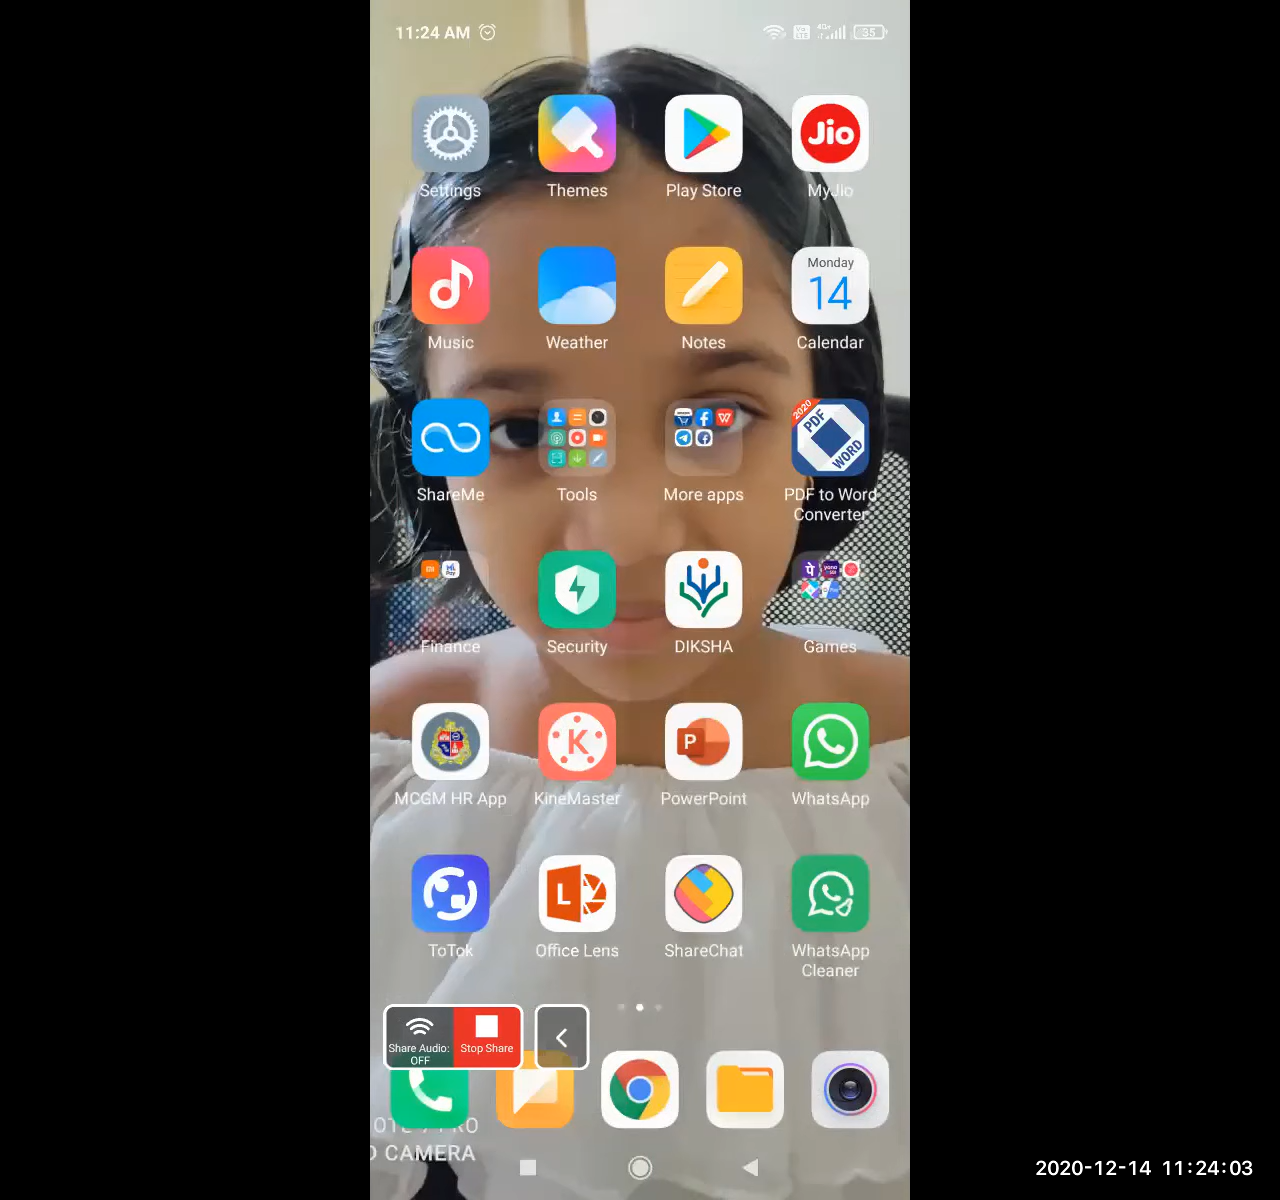 11:24 AM
35
Settings
Themes
Play Store
Jio
MyJio
Music
Weather
Notes
Monday
14
Calendar
ShareMe
Tools
More apps
2020
PDF
WORD
PDF to Word
Converter
Finance
Security
DIKSHA
Games
MCGM HR App
K
KineMaster
P
PowerPoint
WhatsApp
ToTok
L
Office Lens
ShareChat
WhatsApp
Cleaner
Share Audio:
OFF
Stop Share
CAMERA
2020-12-14 11:24:03